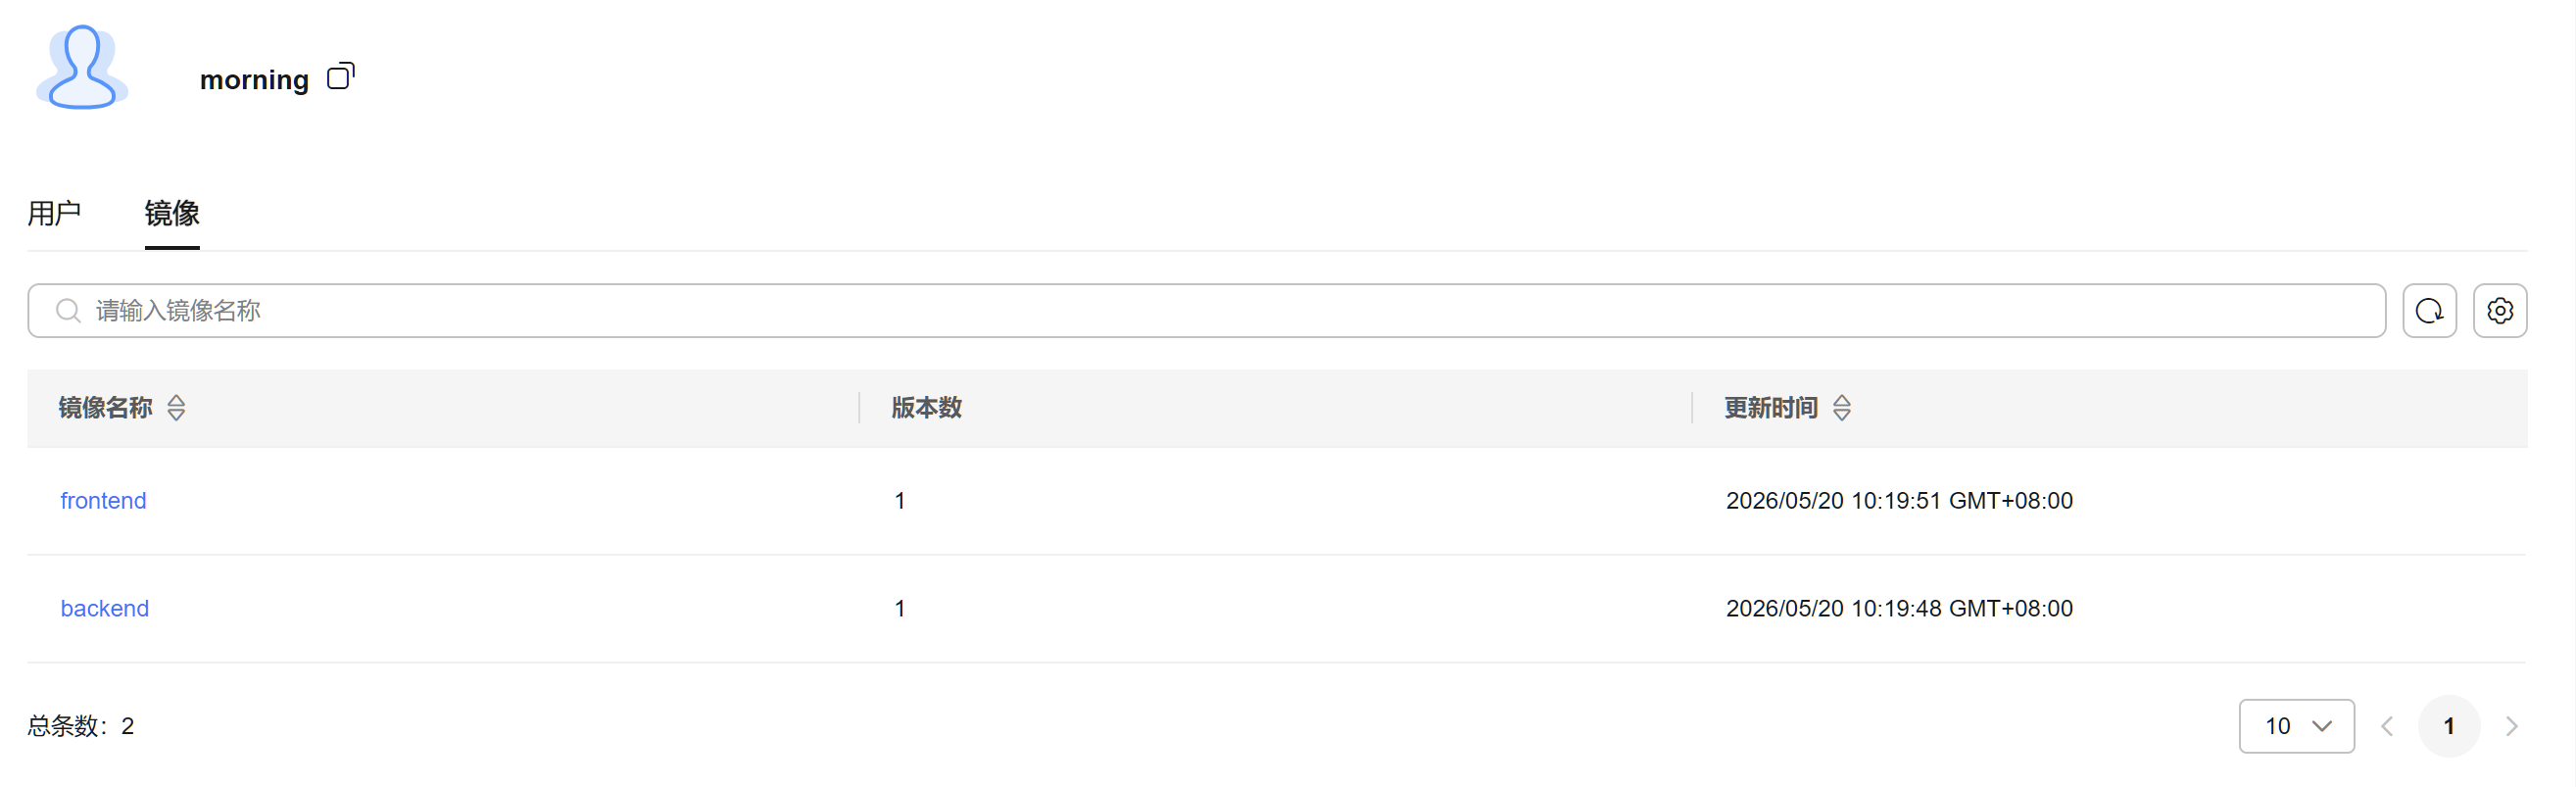 morning
用户 镜像
请输入镜像名称
镜像名称 版本数 更新时间
frontend 1 2026/05/20 10:19:51 GMT+08:00
backend 1 2026/05/20 10:19:48 GMT+08:00
总条数：2 10 1